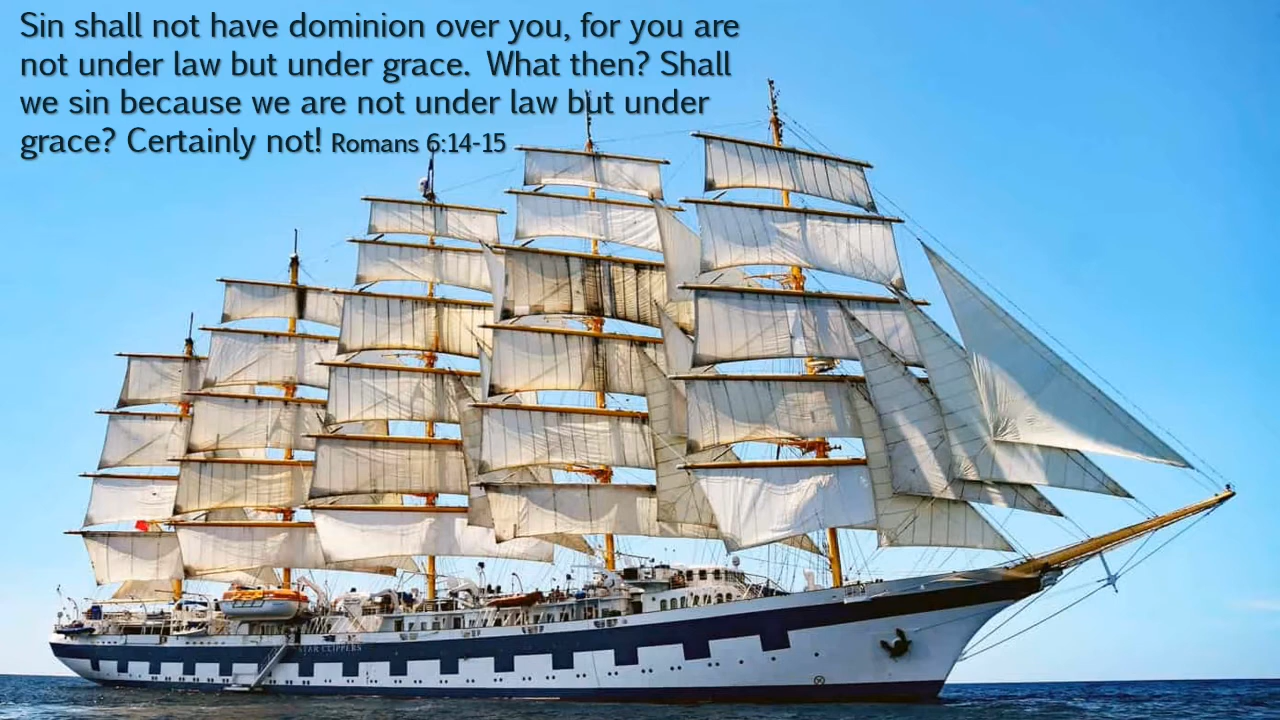 Sin shall not have dominion over you, for you are
not under law but under grace.  What then? Shall
we sin because we are not under law but under
grace? Certainly not! Romans 6:14-15
STAR CLIPPERS